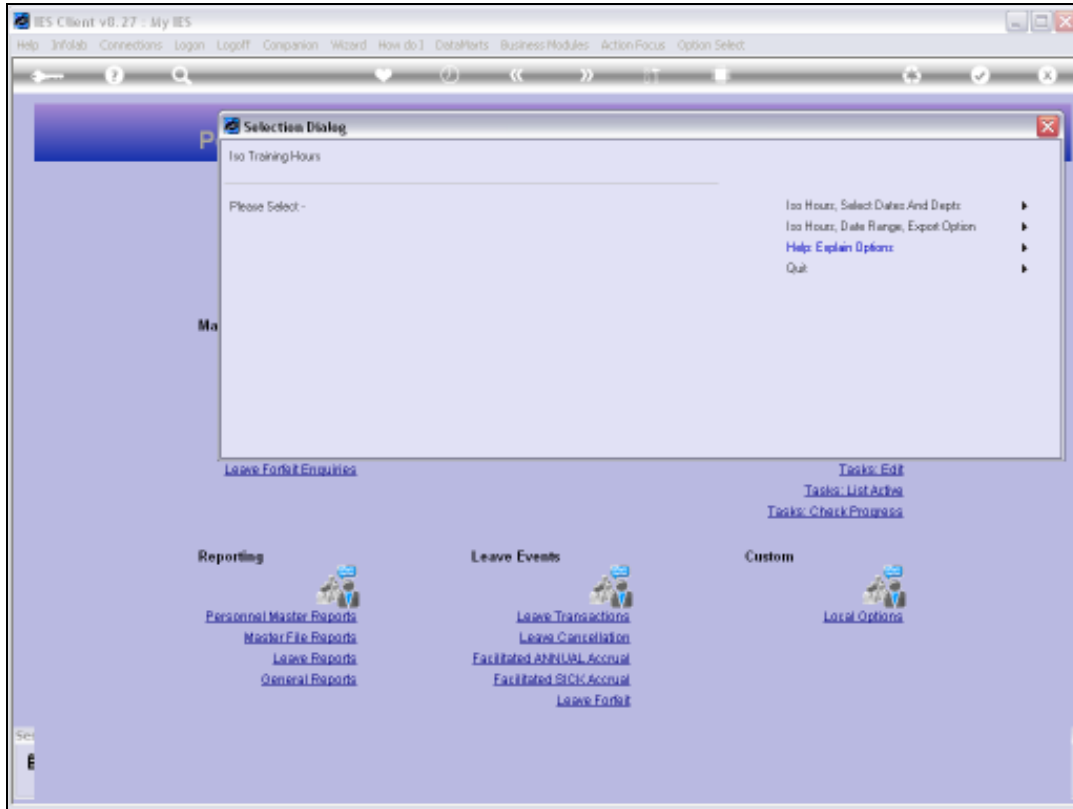 IES Client v8.27 : My IES
Help Infolab Connections Logon Logoff Companion Wizard How do I DataMarts Business Modules Action Focus Option Select
P
Selection Dialog
Iso Training Hours
Please Select -
Iso Hours, Select Dates And Depts
Iso Hours, Date Range, Export Option
Help: Explain Options
Quit
Ma
Leave Forfeit Enquiries
Tasks: Edit
Tasks: List Active
Tasks: Check Progress
Reporting
Leave Events
Custom
Personnel Master Reports
Leave Transactions
Local Options
Master File Reports
Leave Cancellation
Leave Reports
Facilitated ANNUAL Accrual
General Reports
Facilitated SICK Accrual
Leave Forfeit
Ser